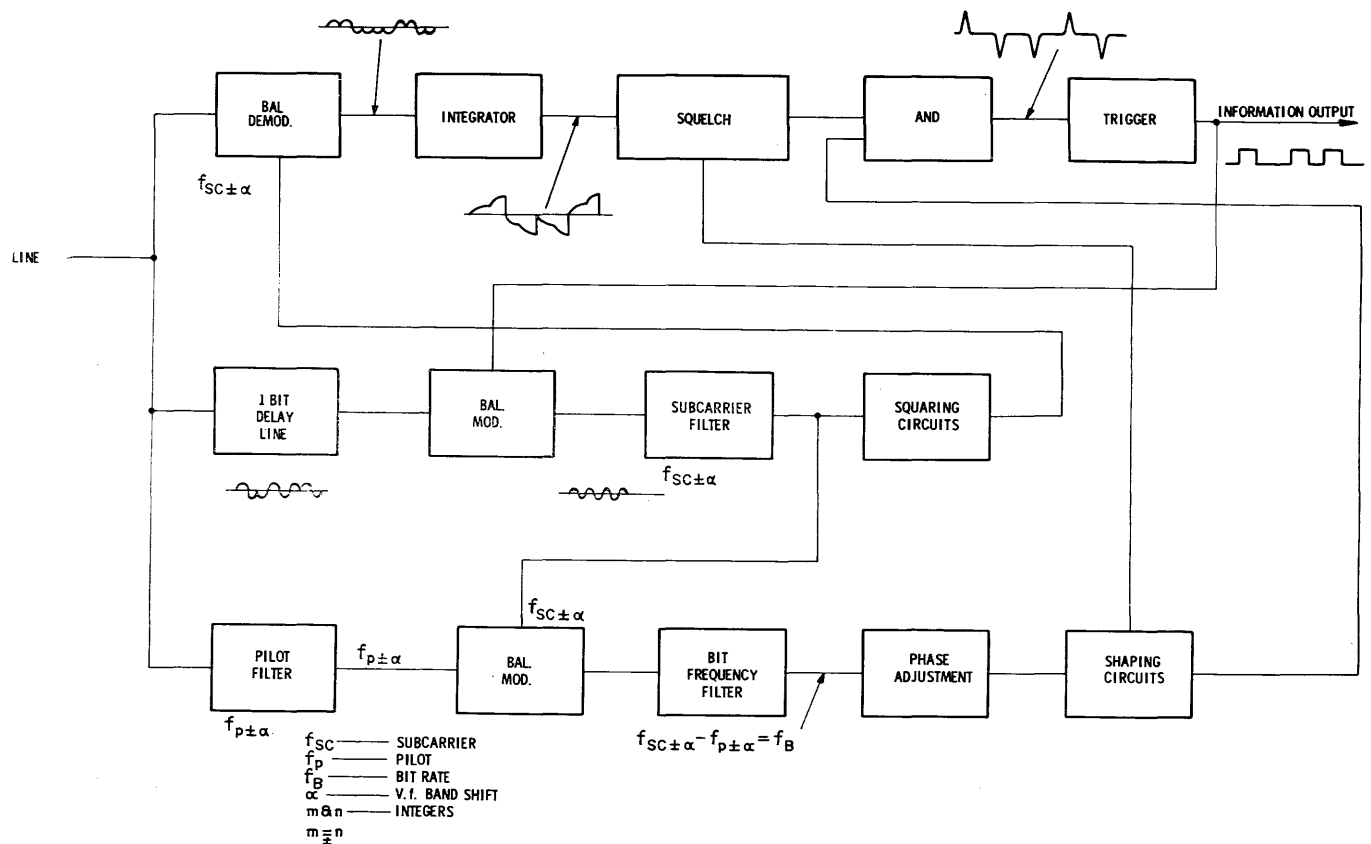 BAL
DEMOD.
INTEGRATOR
SQUELCH
AND
TRIGGER
INFORMATION OUTPUT
fSC±α
LINE
1 BIT
DELAY
LINE
BAL.
MOD.
SUBCARRIER
FILTER
SQUARING
CIRCUITS
fSC±α
fSC±α
PILOT
FILTER
fp±α
BAL.
MOD.
BIT
FREQUENCY
FILTER
PHASE
ADJUSTMENT
SHAPING
CIRCUITS
fp±α
fSC±α-fp±α=fB
fSC SUBCARRIER
fp PILOT
fB BIT RATE
α V.f. BAND SHIFT
m&n INTEGERS